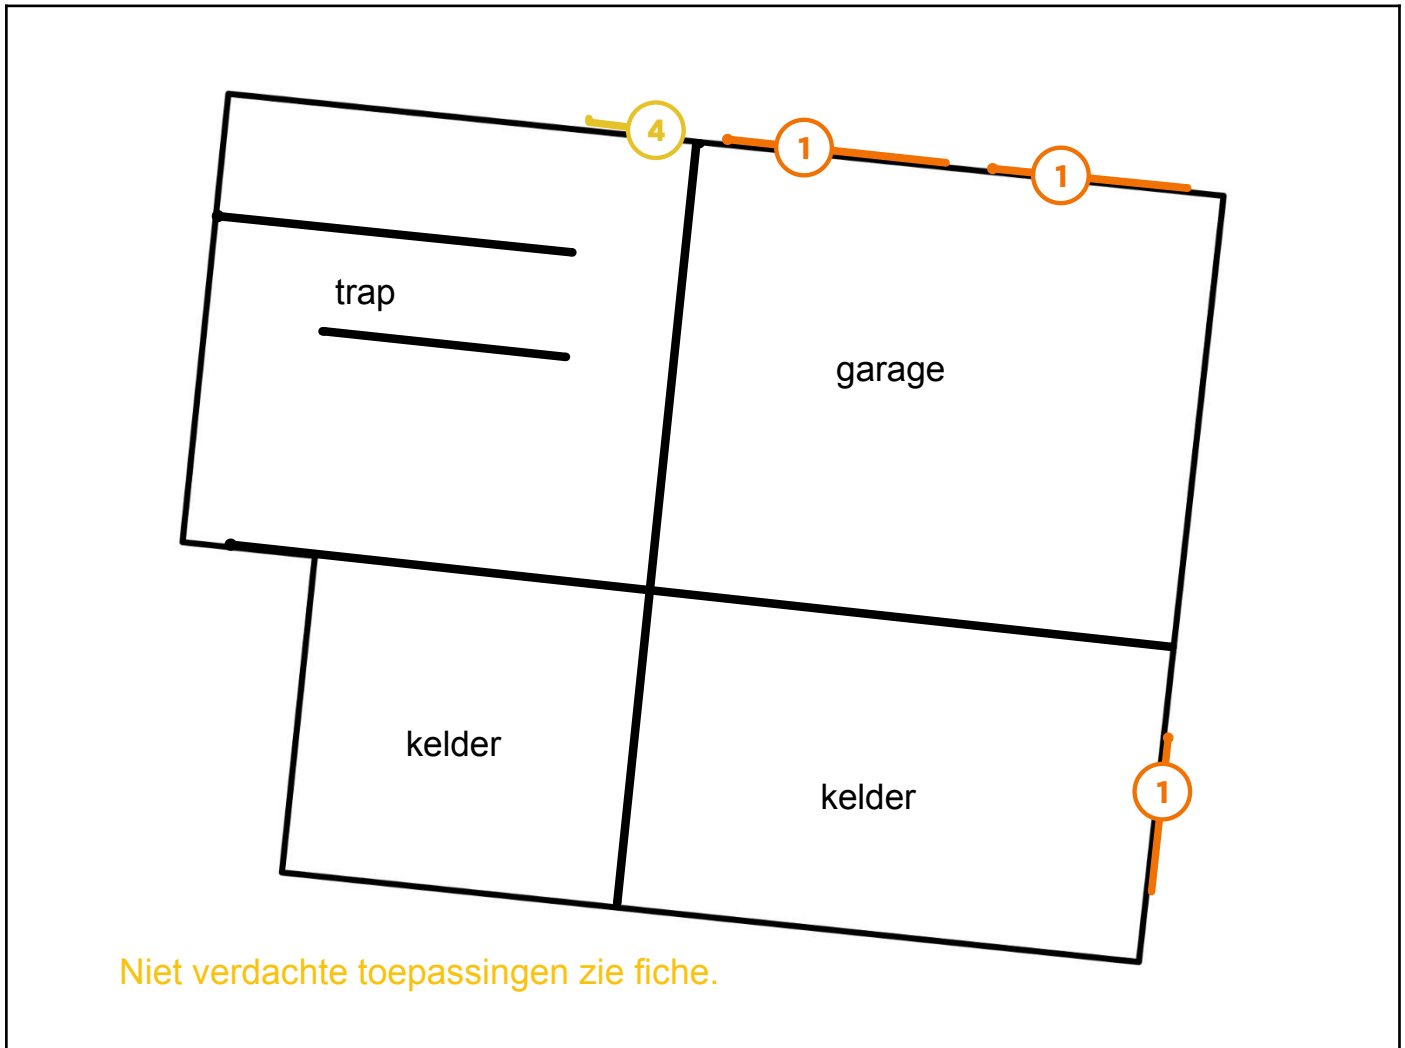 4
1
1
trap
garage
kelder
kelder
1
Niet verdachte toepassingen zie fiche.